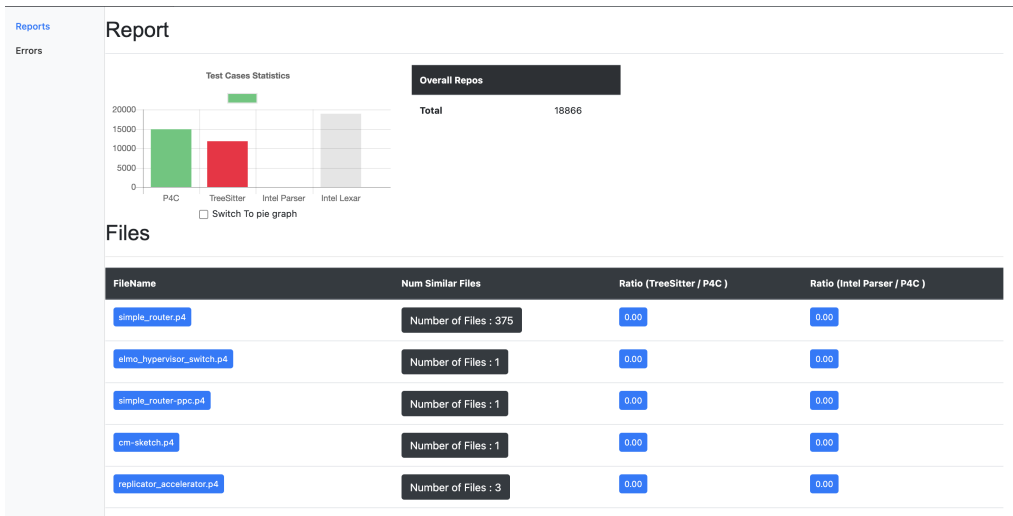 Reports
Errors
Report
Test Cases Statistics
20000
15000
10000
5000
0
P4C TreeSitter Intel Parser Intel Lexar
Switch To pie graph
Overall Repos
Total 18866
Files
FileName Num Similar Files Ratio (TreeSitter / P4C ) Ratio (Intel Parser / P4C )
simple_router.p4 Number of Files : 375 0.00 0.00
elmo_hypervisor_switch.p4 Number of Files : 1 0.00 0.00
simple_router-ppc.p4 Number of Files : 1 0.00 0.00
cm-sketch.p4 Number of Files : 1 0.00 0.00
replicator_accelerator.p4 Number of Files : 3 0.00 0.00